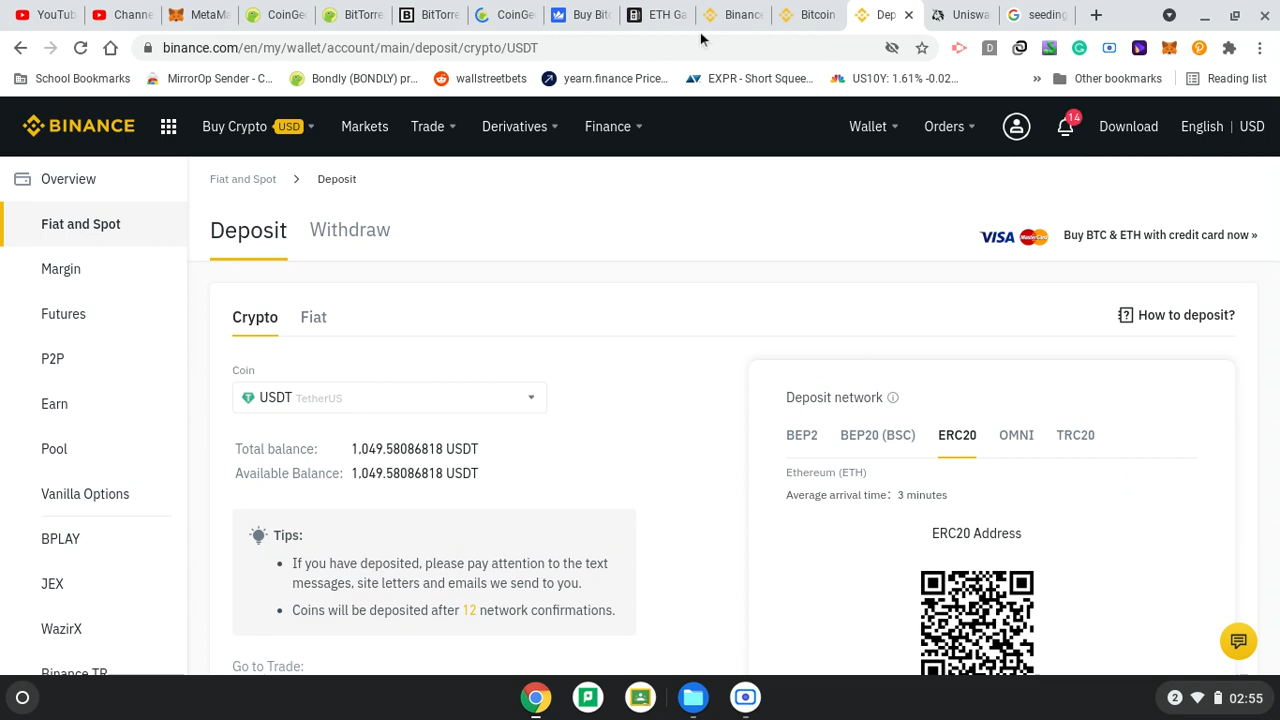 YouTub
Channe
MetaMa
CoinGe
BitTorre
BitTorr
CoinGe
Buy Bit
ETH Ga
Binanc
Bitcoin
Dep
Uniswa
seeding
binance.com/en/my/wallet/account/main/deposit/crypto/USDT
School Bookmarks
MirrorOp Sender - C...
Bondly (BONDLY) pr...
wallstreetbets
yearn.finance Price...
EXPR - Short Squee...
US10Y: 1.61% -0.02...
»
Other bookmarks
Reading list
BINANCE
Buy Crypto USD
Markets
Trade
Derivatives
Finance
Wallet
Orders
14
Download
English | USD
Overview
Fiat and Spot
Margin
Futures
P2P
Earn
Pool
Vanilla Options
BPLAY
JEX
WazirX
Binance TR
Fiat and Spot > Deposit
Deposit
Withdraw
VISA MasterCard Buy BTC & ETH with credit card now »
Crypto
Fiat
How to deposit?
Coin
USDT TetherUS
Total balance: 1,049.58086818 USDT
Available Balance: 1,049.58086818 USDT
Tips:
• If you have deposited, please pay attention to the text
messages, site letters and emails we send to you.
• Coins will be deposited after 12 network confirmations.
Go to Trade:
Deposit network
BEP2 BEP20 (BSC) ERC20 OMNI TRC20
Ethereum (ETH)
Average arrival time: 3 minutes
ERC20 Address
2
02:55